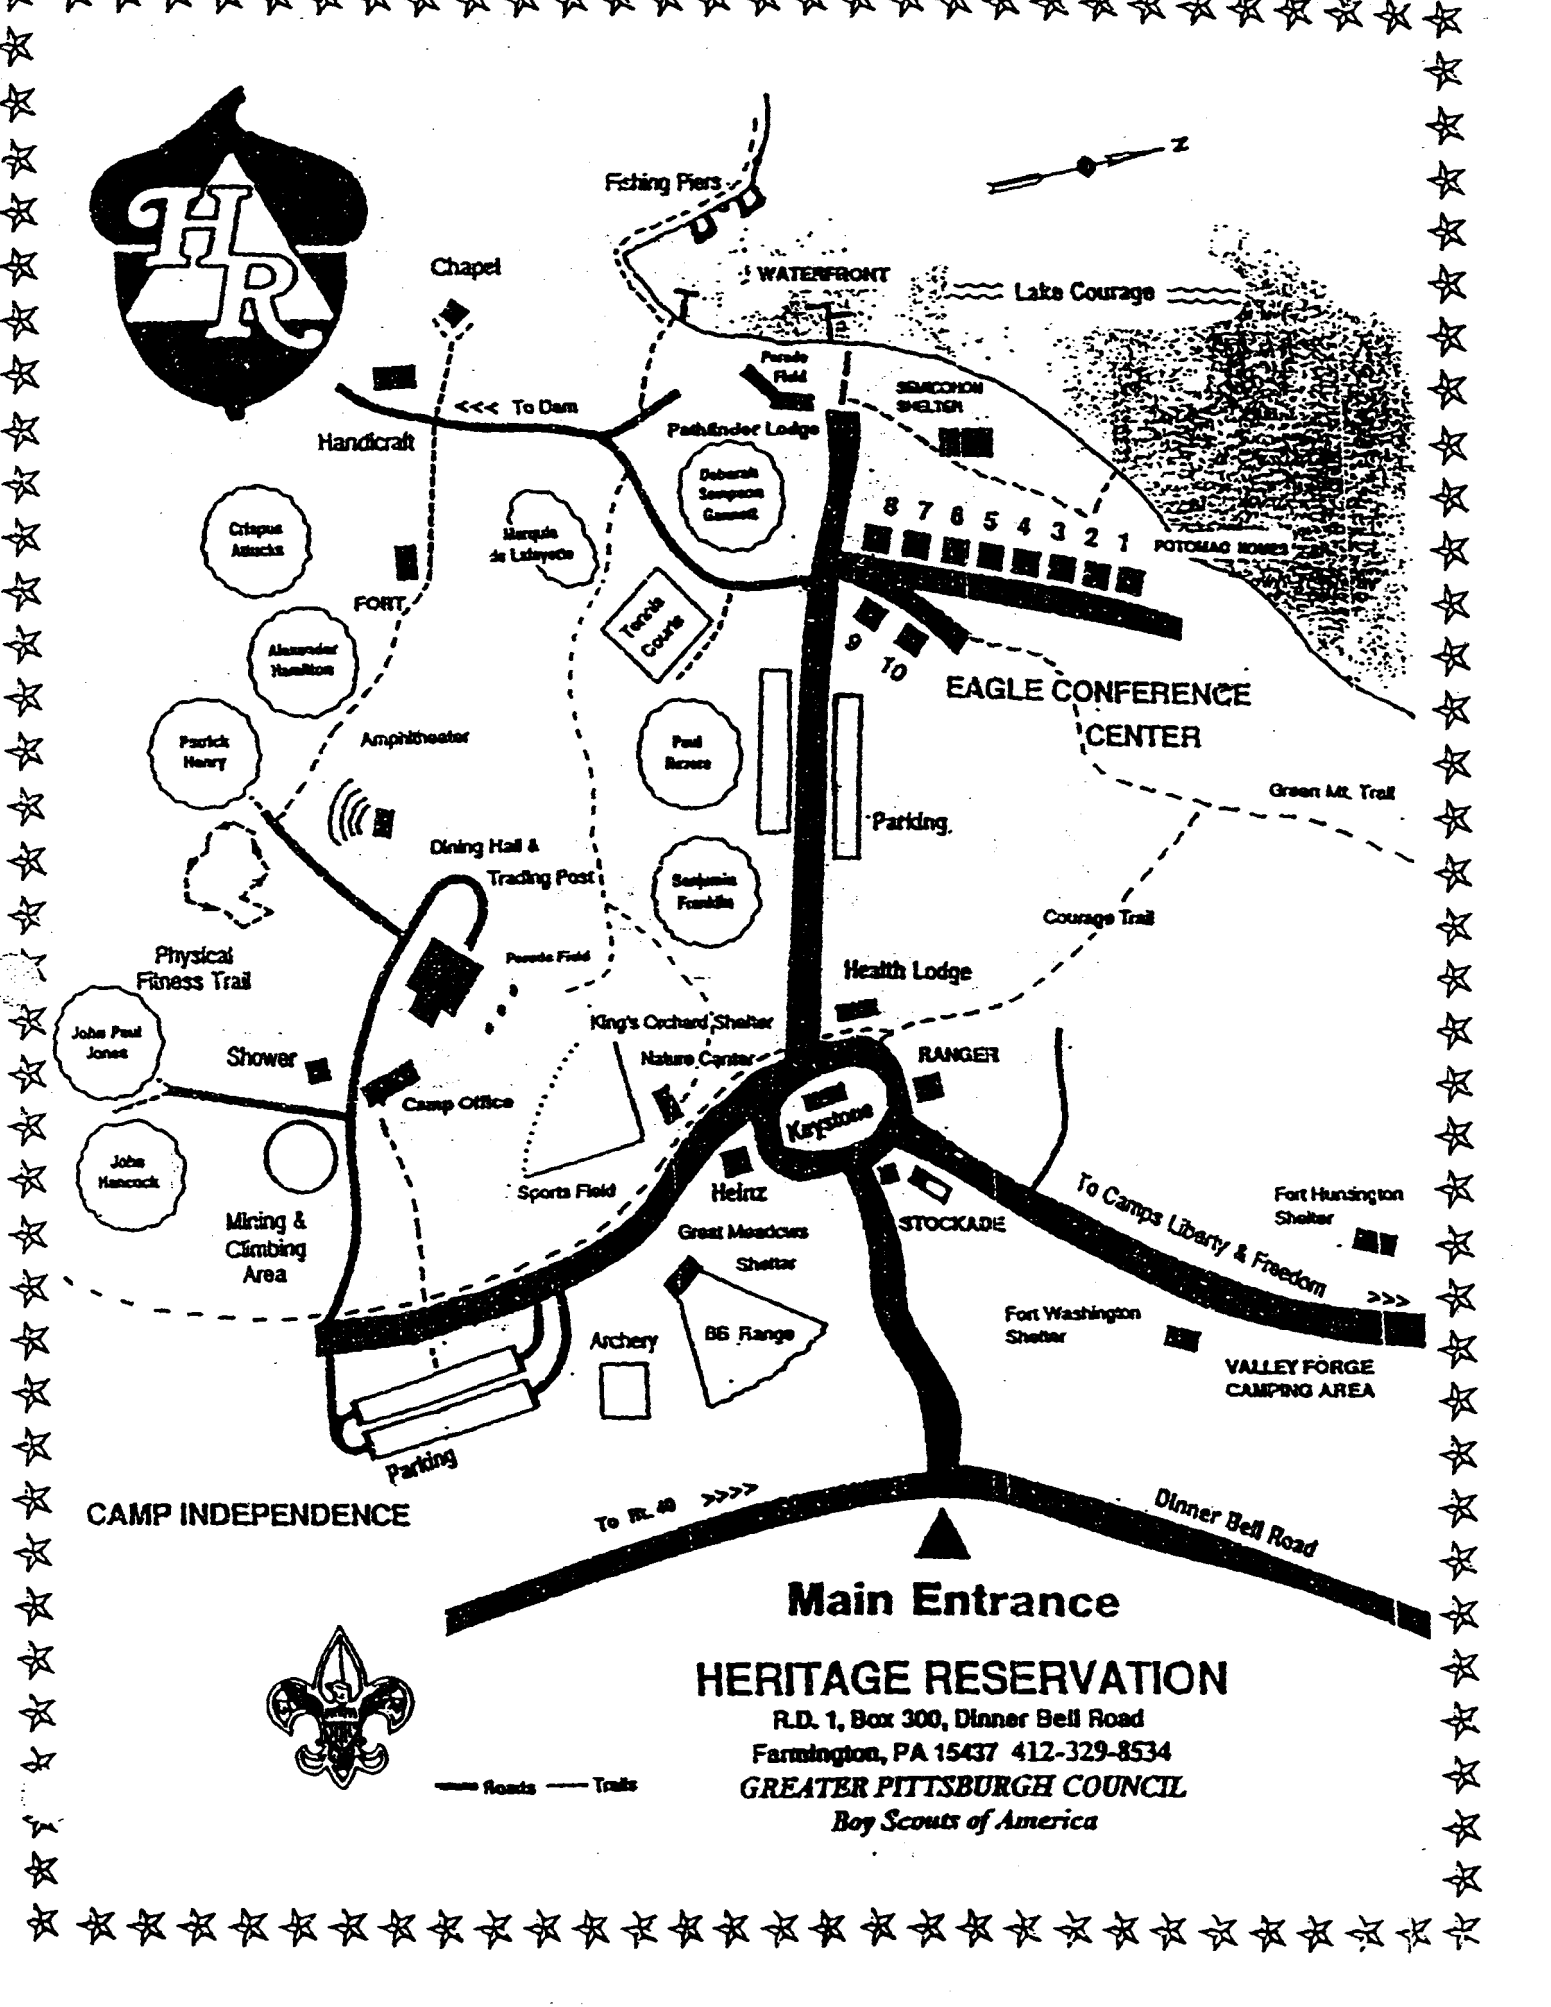 HR
Fishing Piers
N
Chapel
WATERFRONT
Lake Courage
Parade
Field
SEMICOHON
SHELTER
<<< To Dam
Handicraft
Pathfinder Lodge
Deborah
Sampson
Gannett
Crispus
Attucks
Marquis
de Lafayette
8 7 6 5 4 3 2 1
POTOMAC HOMES
FORT
Tennis
Courts
9
10
Alexander
Hamilton
EAGLE CONFERENCE
CENTER
Patrick
Henry
Amphitheater
Paul
Revere
Green Mt. Trail
Parking
Dining Hall &
Trading Post
Benjamin
Franklin
Courage Trail
Physical
Fitness Trail
Parade Field
Health Lodge
John Paul
Jones
King's Orchard Shelter
Shower
Nature Center
RANGER
Camp Office
Keystone
John
Hancock
Sports Field
Heinz
To Camps Liberty & Freedom >>>
Fort Hunsington
Shelter
Mining &
Climbing
Area
Great Meadows
Shelter
STOCKADE
Archery
BB Range
Fort Washington
Shelter
VALLEY FORGE
CAMPING AREA
Parking
CAMP INDEPENDENCE
To Rt. 40 >>>>
Dinner Bell Road
Main Entrance
HERITAGE RESERVATION
R.D. 1, Box 300, Dinner Bell Road
Farmington, PA 15437 412-329-8534
Roads Trails
GREATER PITTSBURGH COUNCIL
Boy Scouts of America